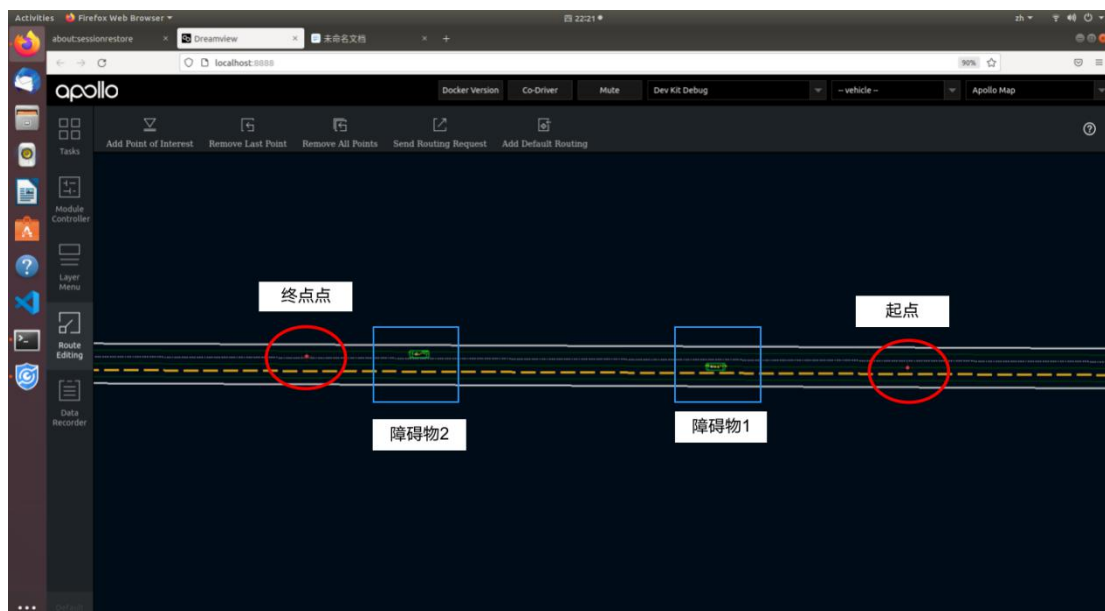 Activities Firefox Web Browser 四 22:21 zh
about:sessionrestore × Dreamview × 未命名文档 × +
localhost:8888 90%
apollo Docker Version Co-Driver Mute Dev Kit Debug -- vehicle -- Apollo Map
Tasks
Add Point of Interest Remove Last Point Remove All Points Send Routing Request Add Default Routing
Module
Controller
Layer
Menu
终点点 起点
Route
Editing
Data
Recorder
障碍物2 障碍物1
Default